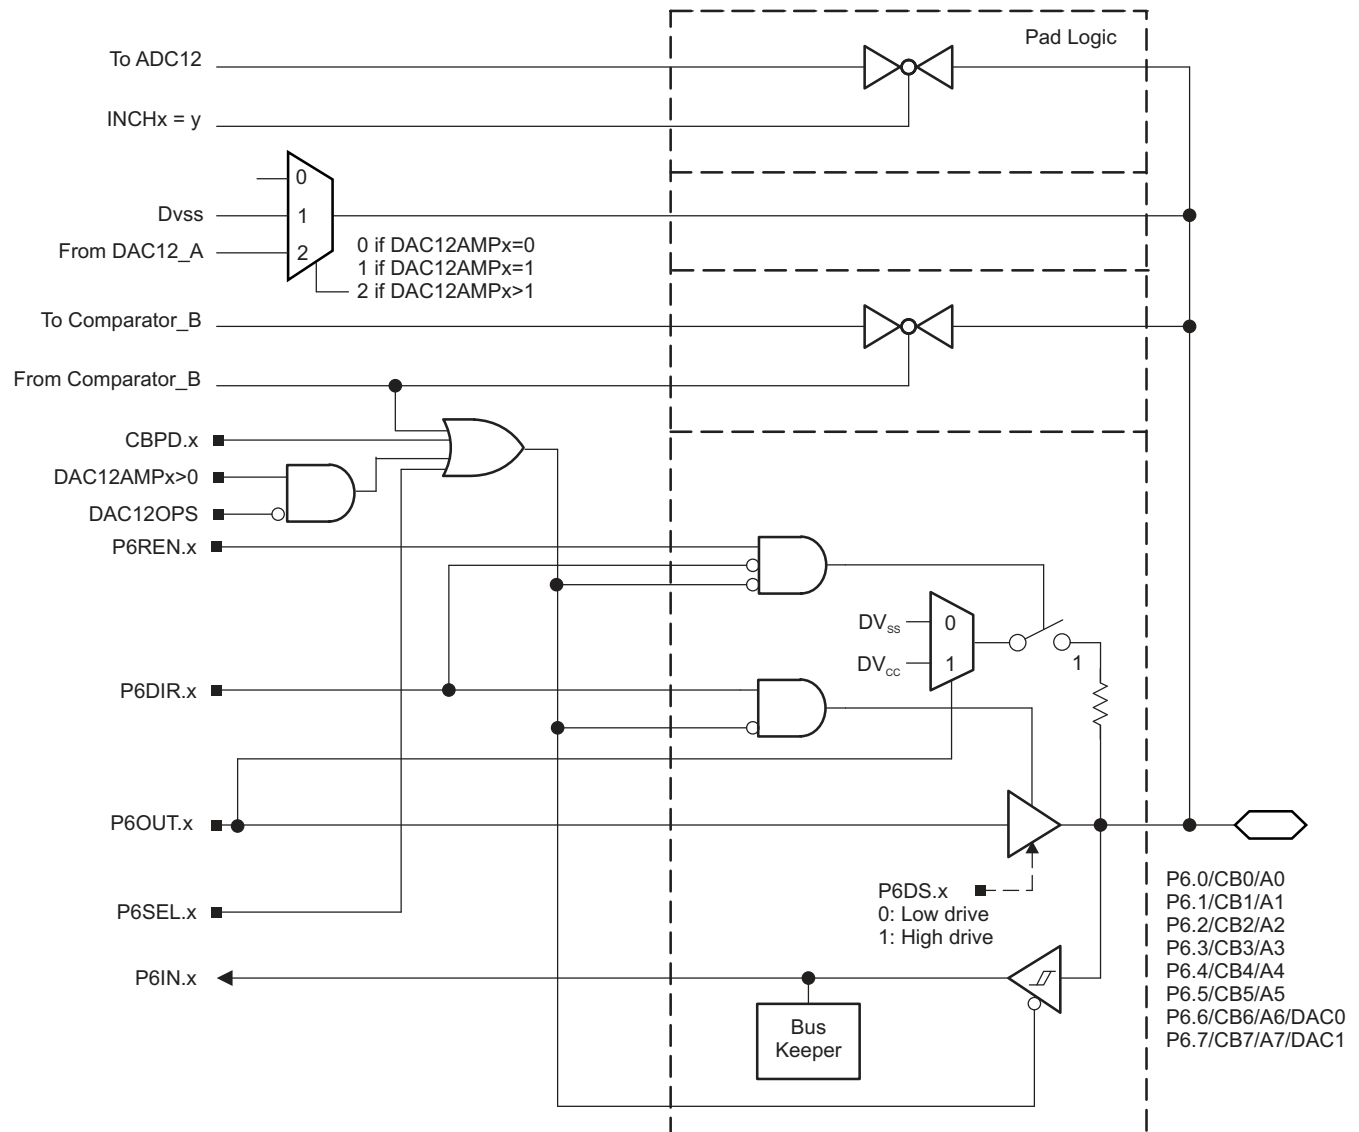 Pad Logic
To ADC12
INCHx = y
0
Dvss
1
From DAC12_A
2
0 if DAC12AMPx=0
1 if DAC12AMPx=1
2 if DAC12AMPx>1
To Comparator_B
From Comparator_B
CBPD.x
DAC12AMPx>0
DAC12OPS
P6REN.x
DVSS
0
DVCC
1
1
P6DIR.x
P6OUT.x
P6DS.x
0: Low drive
1: High drive
P6SEL.x
P6IN.x
Bus
Keeper
P6.0/CB0/A0
P6.1/CB1/A1
P6.2/CB2/A2
P6.3/CB3/A3
P6.4/CB4/A4
P6.5/CB5/A5
P6.6/CB6/A6/DAC0
P6.7/CB7/A7/DAC1